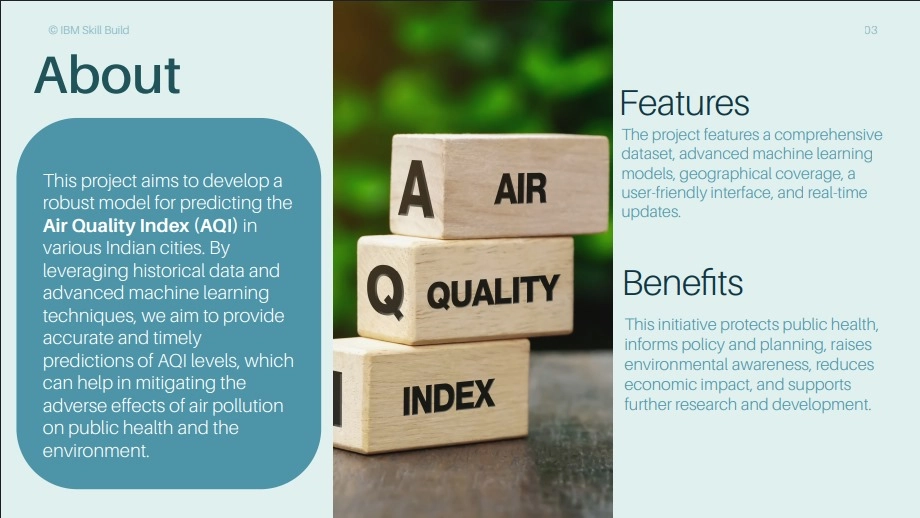 © IBM Skill Build
03
About
This project aims to develop a
robust model for predicting the
Air Quality Index (AQI) in
various Indian cities. By
leveraging historical data and
advanced machine learning
techniques, we aim to provide
accurate and timely
predictions of AQI levels, which
can help in mitigating the
adverse effects of air pollution
on public health and the
environment.
A AIR
Q QUALITY
I INDEX
Features
The project features a comprehensive
dataset, advanced machine learning
models, geographical coverage, a
user-friendly interface, and real-time
updates.
Benefits
This initiative protects public health,
informs policy and planning, raises
environmental awareness, reduces
economic impact, and supports
further research and development.